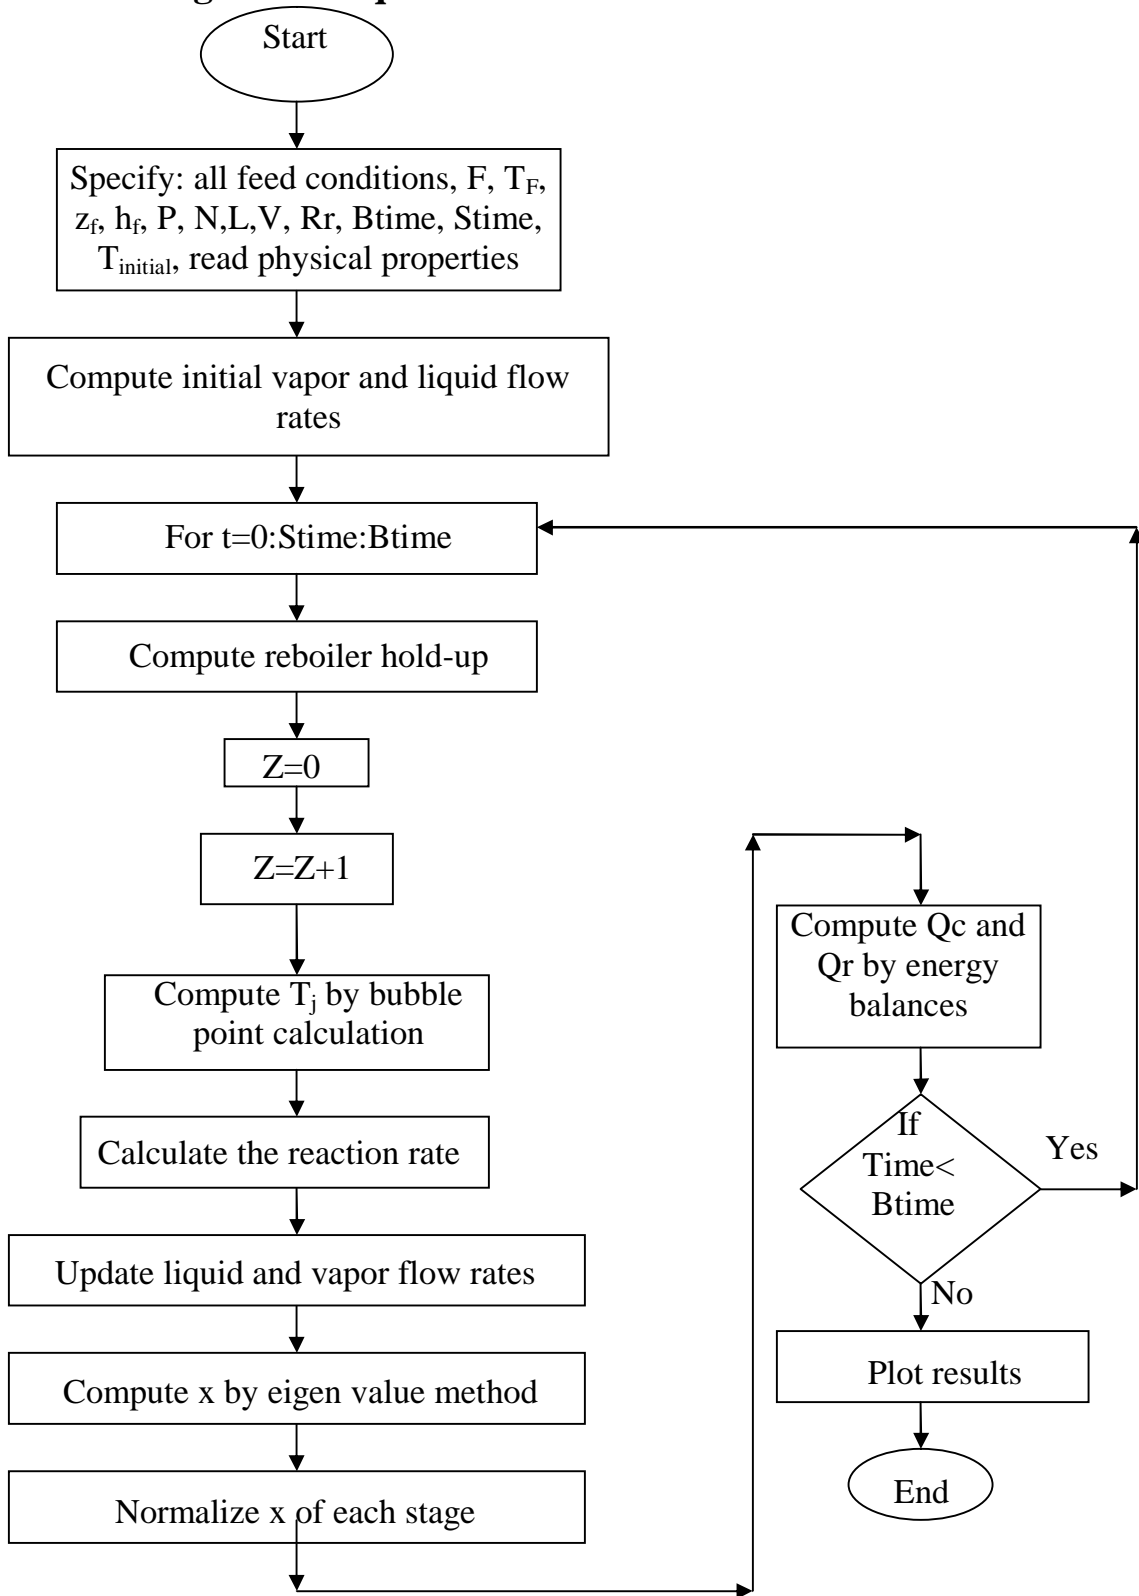 Start
Specify: all feed conditions, F, T_F,
z_f, h_f, P, N,L,V, Rr, Btime, Stime,
T_initial, read physical properties
Compute initial vapor and liquid flow
rates
For t=0:Stime:Btime
Compute reboiler hold-up
Z=0
Z=Z+1
Compute T_j by bubble
point calculation
Calculate the reaction rate
Update liquid and vapor flow rates
Compute x by eigen value method
Normalize x of each stage
Compute Qc and
Qr by energy
balances
If
Time<
Btime
Yes
No
Plot results
End